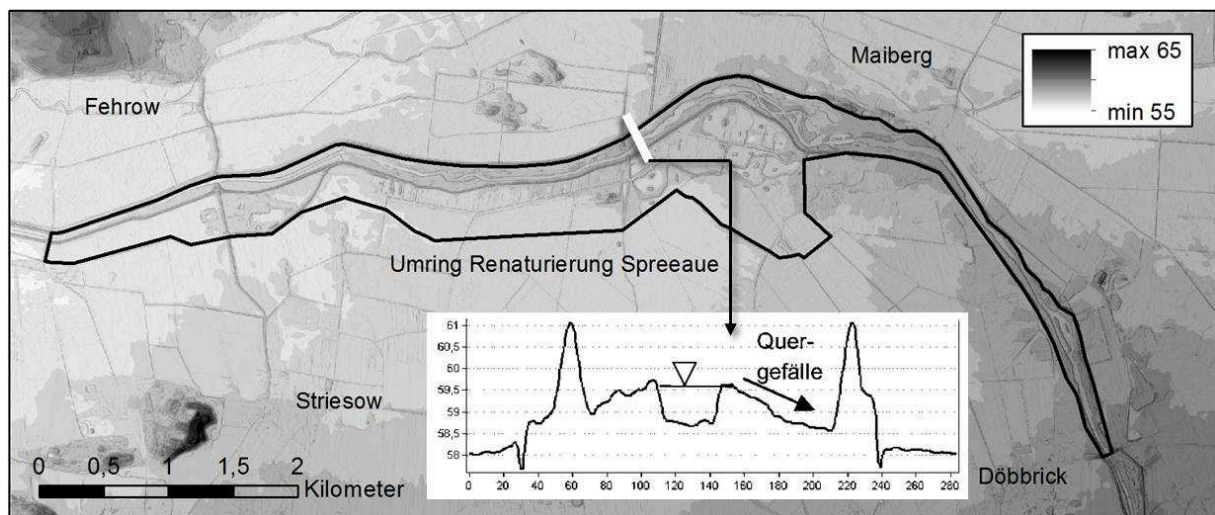 Maiberg
max 65
min 55
Fehrow
Umring Renaturierung Spreeaue
Striesow
0 0,5 1 1,5 2
Kilometer
Döbbrick
Quer-
gefälle
61
60,5
60
59,5
59
58,5
58
0 20 40 60 80 100 120 140 160 180 200 220 240 260 280